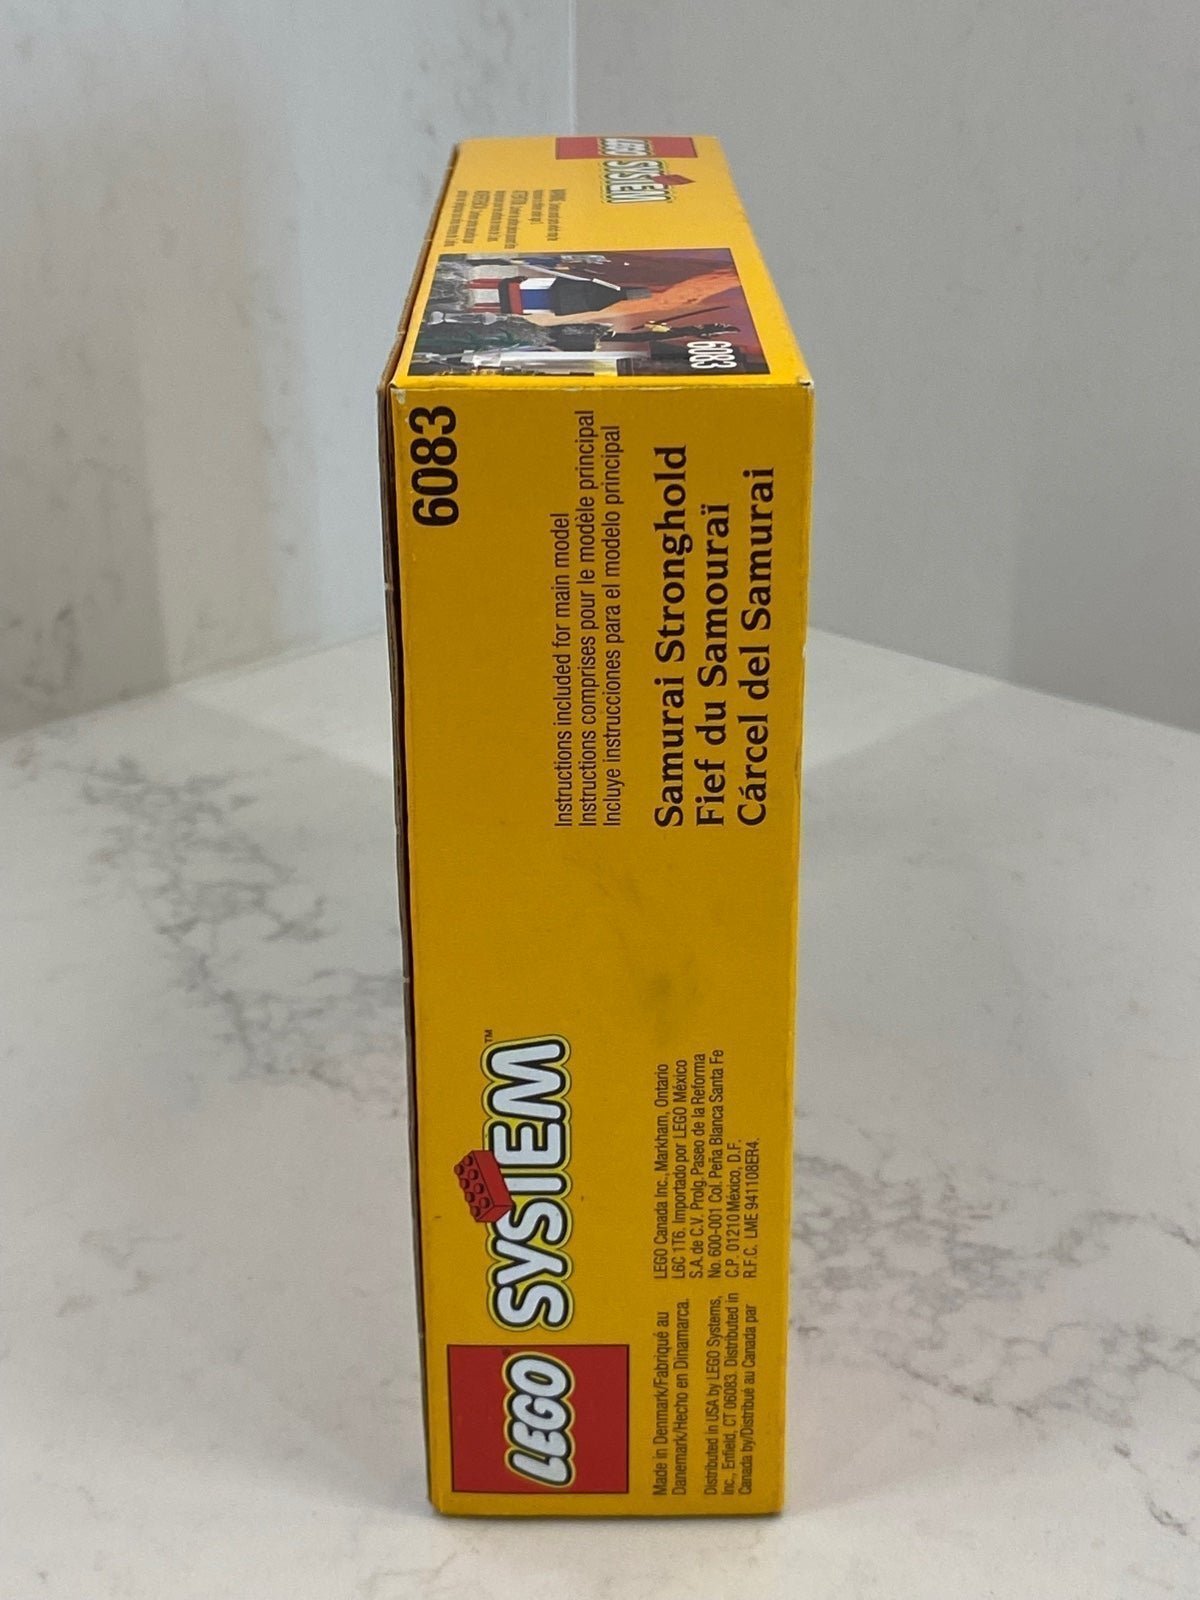 LEGO SYSTEM
6083
6083
Instructions included for main model
Instructions comprises pour le modèle principal
Incluye instrucciones para el modelo principal
Samurai Stronghold
Fief du Samouraï
Cárcel del Samurai
LEGO® SYSTEM™
Made in Denmark/Fabriqué au
Danemark/Hecho en Dinamarca.
Distributed in USA by LEGO Systems,
Inc., Enfield, CT 06083. Distributed in
Canada by/Distribué au Canada par
LEGO Canada Inc., Markham, Ontario
L6C 1T6. Importado por LEGO México
S.A. de C.V. Prolg. Paseo de la Reforma
No. 600-001 Col. Peña Blanca Santa Fe
C.P. 01210 México, D.F.
R.F.C. LME 941108ER4.